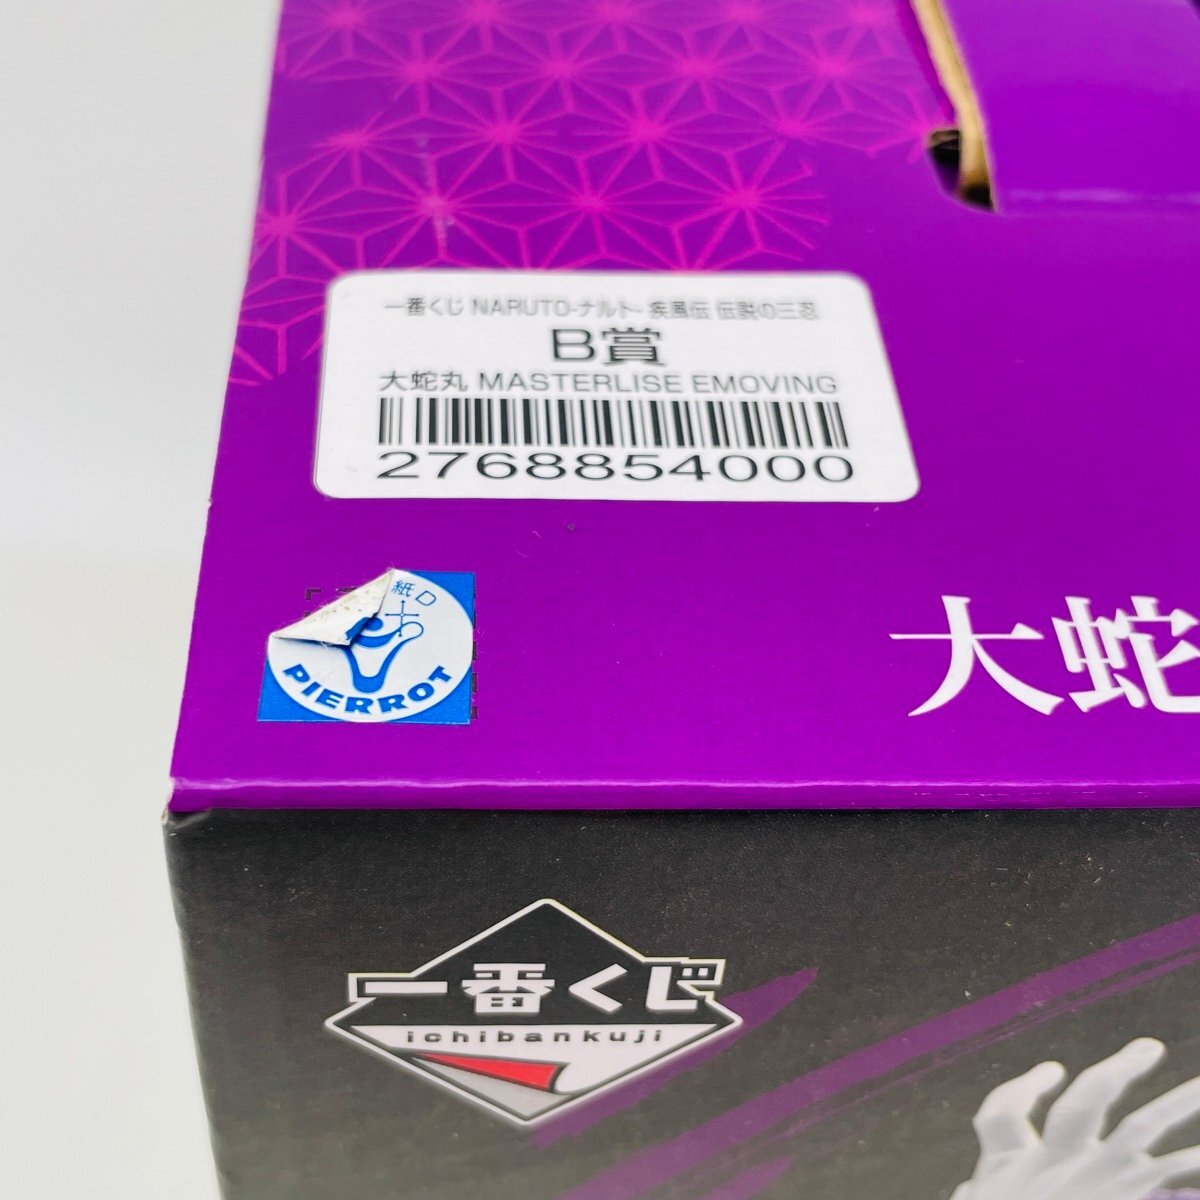 一番くじ NARUTO-ナルト- 疾風伝 伝説の三忍
B賞
大蛇丸 MASTERLISE EMOVING
2768854000
紙D
PIERROT
大蛇
一番くじ
ichibankuji